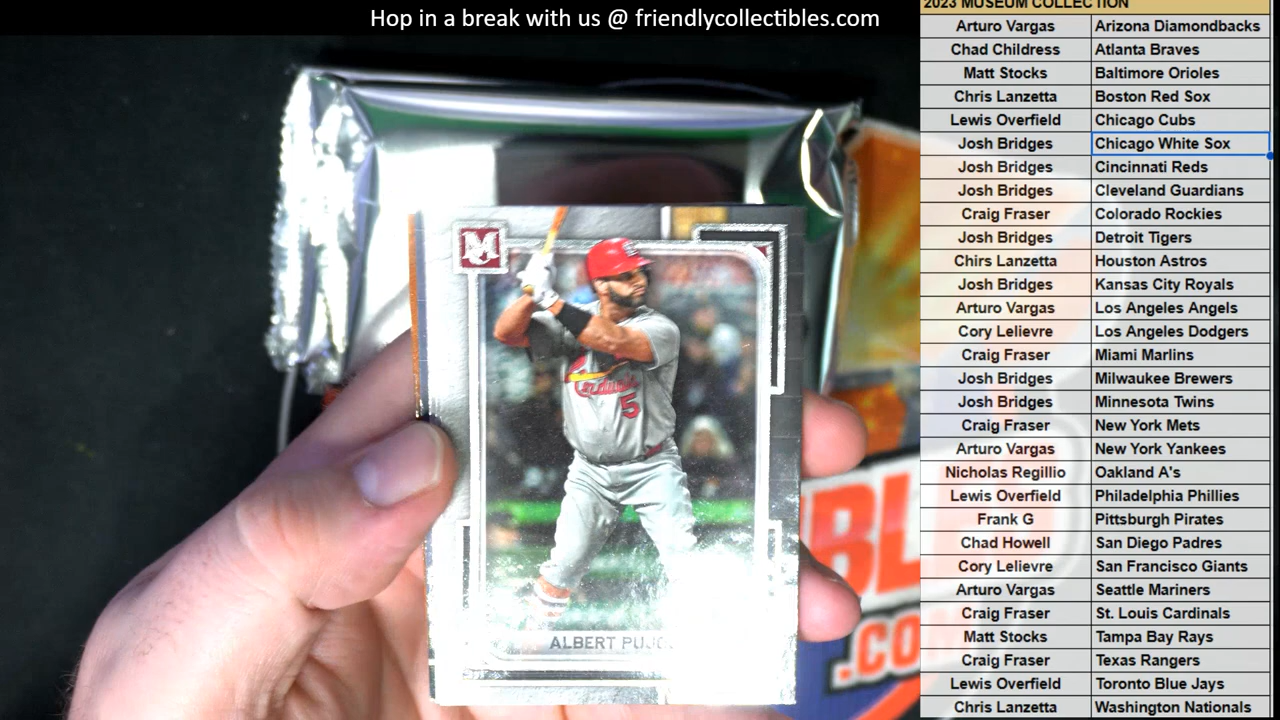 Hop in a break with us @ friendlycollectibles.com
2023 MUSEUM COLLECTION
Arturo Vargas Arizona Diamondbacks
Chad Childress Atlanta Braves
Matt Stocks Baltimore Orioles
Chris Lanzetta Boston Red Sox
Lewis Overfield Chicago Cubs
Josh Bridges Chicago White Sox
Josh Bridges Cincinnati Reds
Josh Bridges Cleveland Guardians
Craig Fraser Colorado Rockies
Josh Bridges Detroit Tigers
Chirs Lanzetta Houston Astros
Josh Bridges Kansas City Royals
Arturo Vargas Los Angeles Angels
Cory Lelievre Los Angeles Dodgers
Craig Fraser Miami Marlins
Josh Bridges Milwaukee Brewers
Josh Bridges Minnesota Twins
Craig Fraser New York Mets
Arturo Vargas New York Yankees
Nicholas Regillio Oakland A's
Lewis Overfield Philadelphia Phillies
Frank G Pittsburgh Pirates
Chad Howell San Diego Padres
Cory Lelievre San Francisco Giants
Arturo Vargas Seattle Mariners
Craig Fraser St. Louis Cardinals
Matt Stocks Tampa Bay Rays
Craig Fraser Texas Rangers
Lewis Overfield Toronto Blue Jays
Chris Lanzetta Washington Nationals
MC
Cardinals
5
ALBERT
.CO